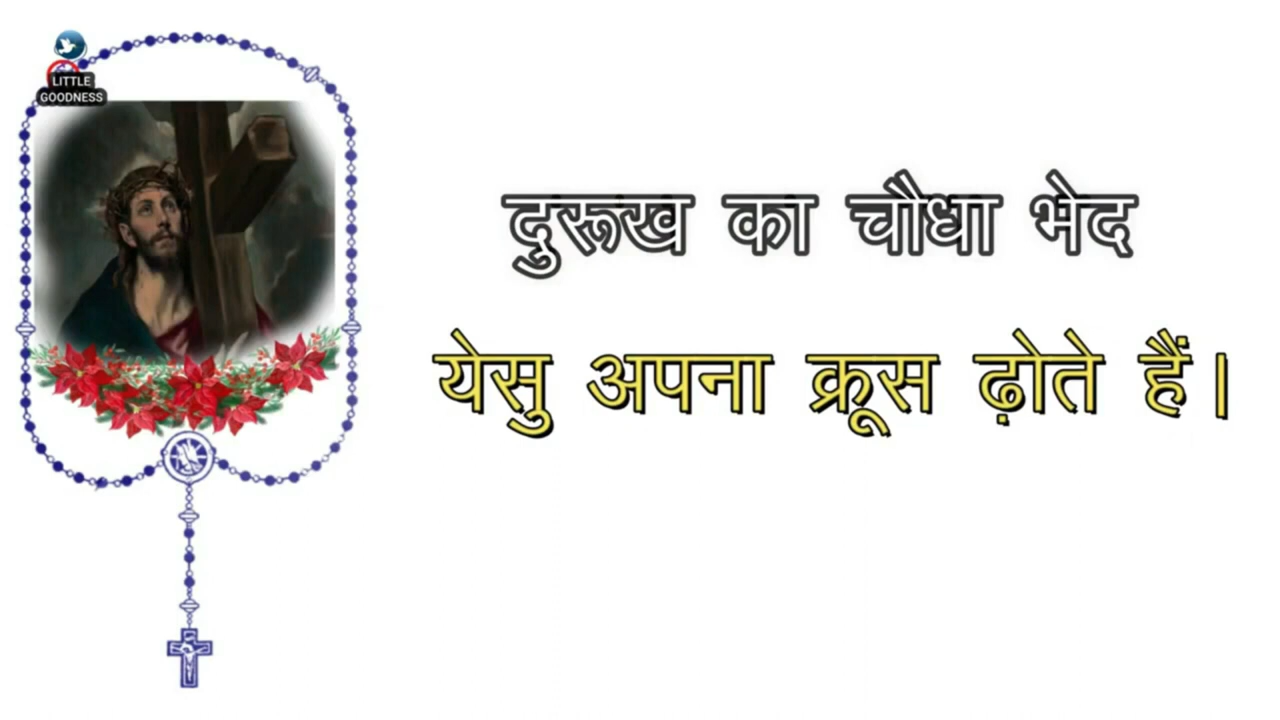 LITTLE
GOODNESS
दुरूख का चौधा भेद
येसु अपना क्रूस ढ़ोते हैं।